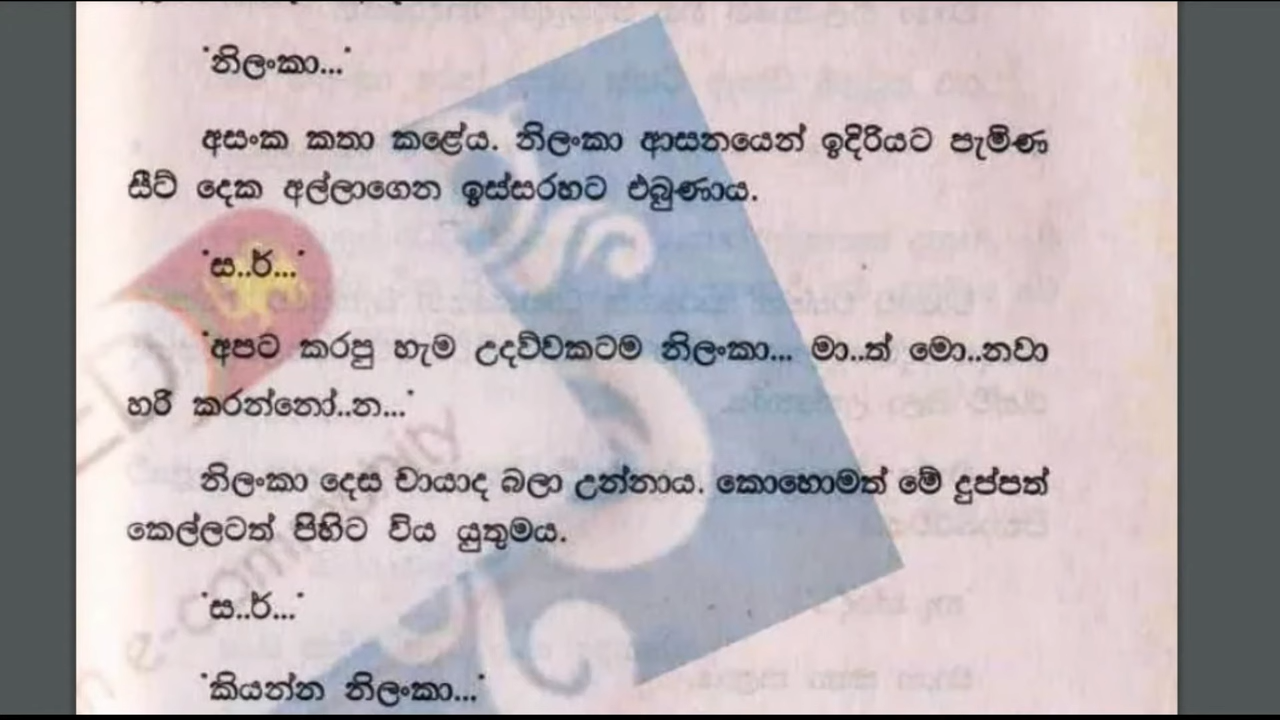 'නිලංකා...'
අසංක කතා කළේය. නිලංකා ආසනයෙන් ඉදිරියට පැමිණ
සීට් දෙක අල්ලාගෙන ඉස්සරහට එබුණාය.
'ස..ර්...'
'අපට කරපු හැම උදව්වකටම නිලංකා... මා..ත් මො..නවා
හරි කරන්නෝ..න...'
නිලංකා දෙස චායාද බලා උන්නාය. කොහොමත් මේ දුප්පත්
කෙල්ලටත් පිහිට විය යුතුමය.
'ස..ර්...'
'කියන්න නිලංකා...'
e-community